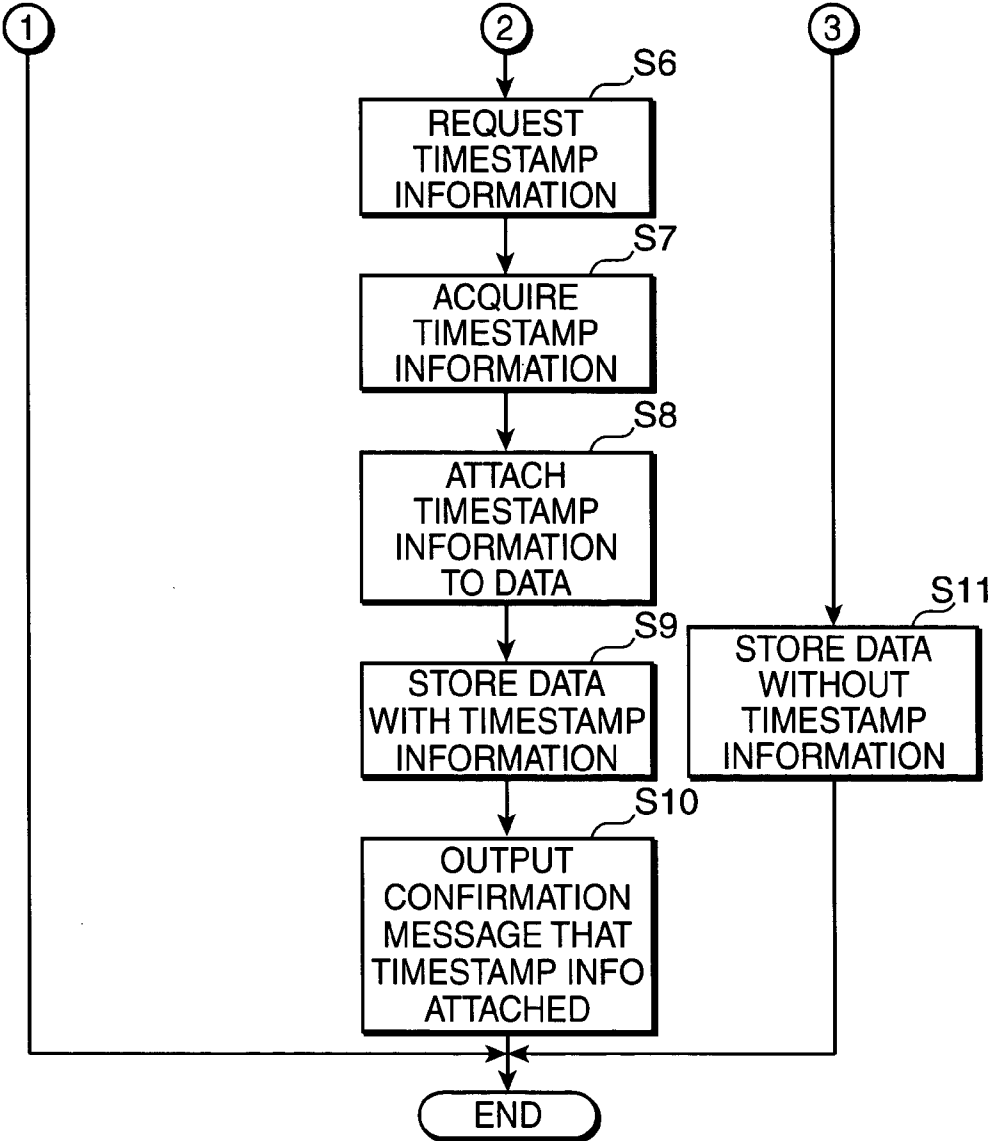 1
2
3
S6
REQUEST
TIMESTAMP
INFORMATION
S7
ACQUIRE
TIMESTAMP
INFORMATION
S8
ATTACH
TIMESTAMP
INFORMATION
TO DATA
S9
STORE DATA
WITH TIMESTAMP
INFORMATION
S11
STORE DATA
WITHOUT
TIMESTAMP
INFORMATION
S10
OUTPUT
CONFIRMATION
MESSAGE THAT
TIMESTAMP INFO
ATTACHED
END